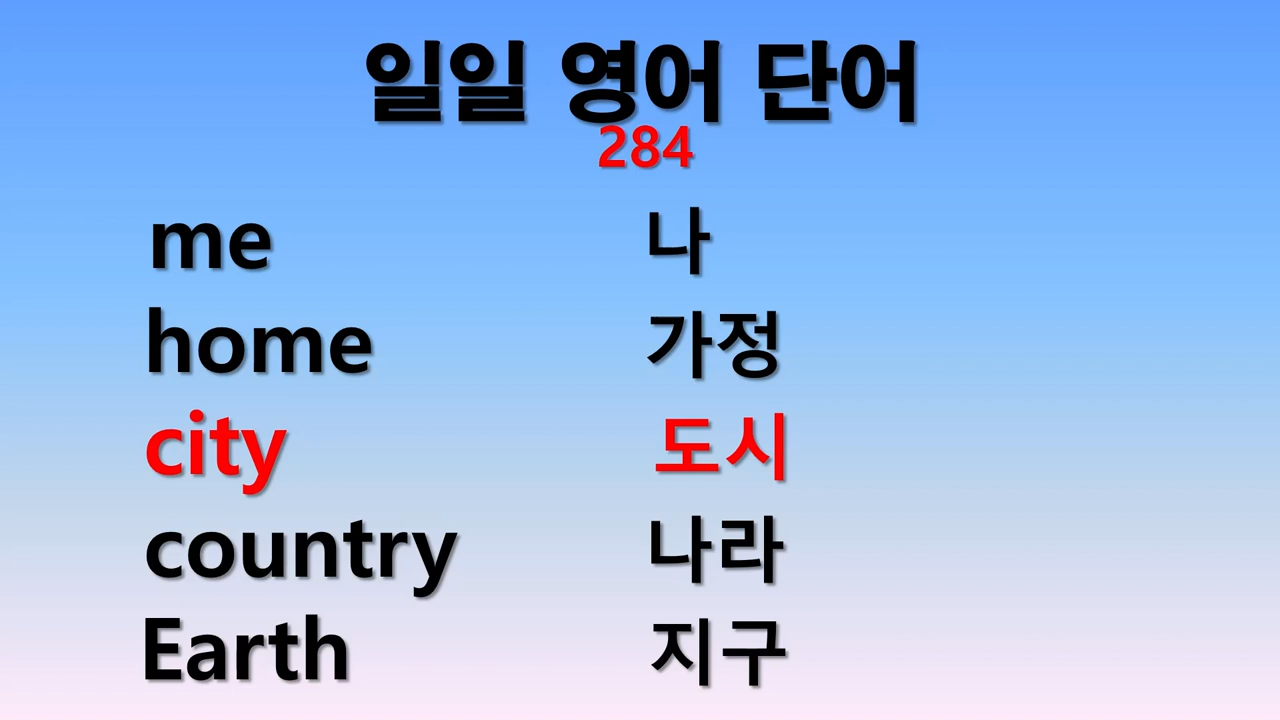 일일 영어 단어
284
me 나
home 가정
city 도시
country 나라
Earth 지구